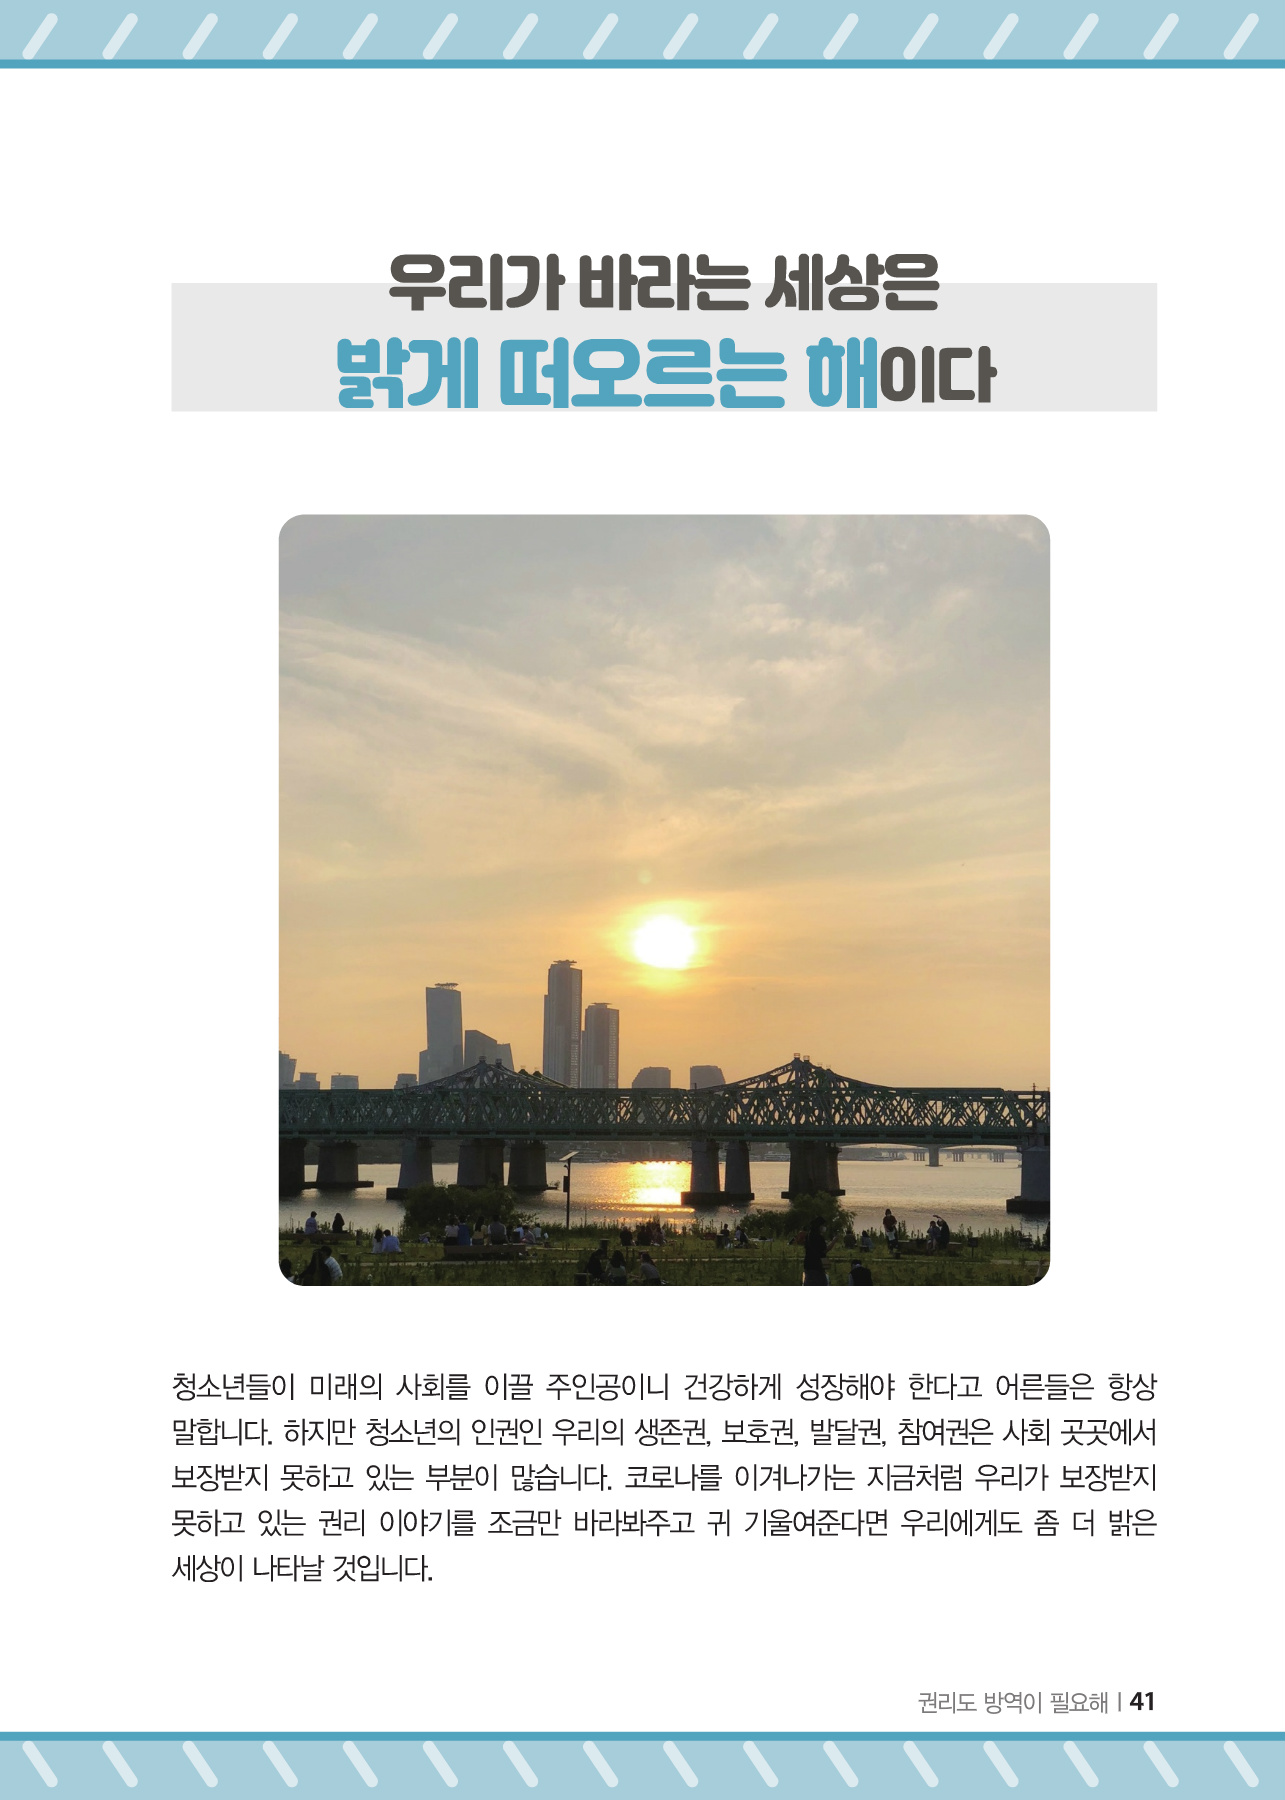 우리가 바라는 세상은
밝게 떠오르는 해이다
청소년들이 미래의 사회를 이끌 주인공이니 건강하게 성장해야 한다고 어른들은 항상
말합니다. 하지만 청소년의 인권인 우리의 생존권, 보호권, 발달권, 참여권은 사회 곳곳에서
보장받지 못하고 있는 부분이 많습니다. 코로나를 이겨나가는 지금처럼 우리가 보장받지
못하고 있는 권리 이야기를 조금만 바라봐주고 귀 기울여준다면 우리에게도 좀 더 밝은
세상이 나타날 것입니다.
권리도 방역이 필요해 | 41